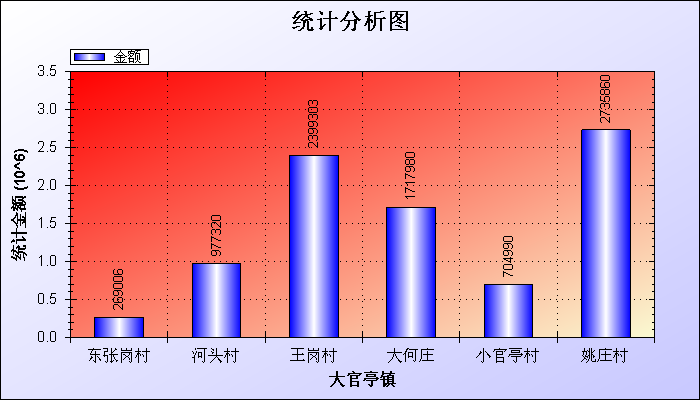 统计分析图
金额
统计金额 (10^6)
3.5
3.0
2.5
2.0
1.5
1.0
0.5
0.0
269006
977320
2399303
1717980
704990
2735860
东张岗村
河头村
王岗村
大何庄
小官亭村
姚庄村
大官亭镇